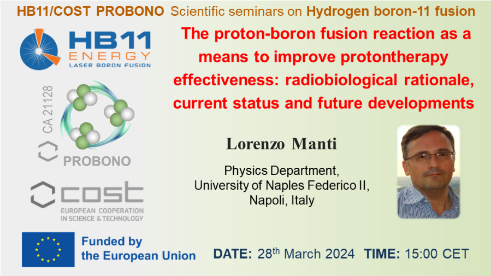 HB11/COST PROBONO Scientific seminars on Hydrogen boron-11 fusion
HB11
ENERGY
LASER BORON FUSION
The proton-boron fusion reaction as a
means to improve protontherapy
effectiveness: radiobiological rationale,
current status and future developments
CA 21128
PROBONO
Lorenzo Manti
Physics Department,
University of Naples Federico II,
Napoli, Italy
cost
EUROPEAN COOPERATION
IN SCIENCE & TECHNOLOGY
Funded by
the European Union
DATE: 28th March 2024 TIME: 15:00 CET